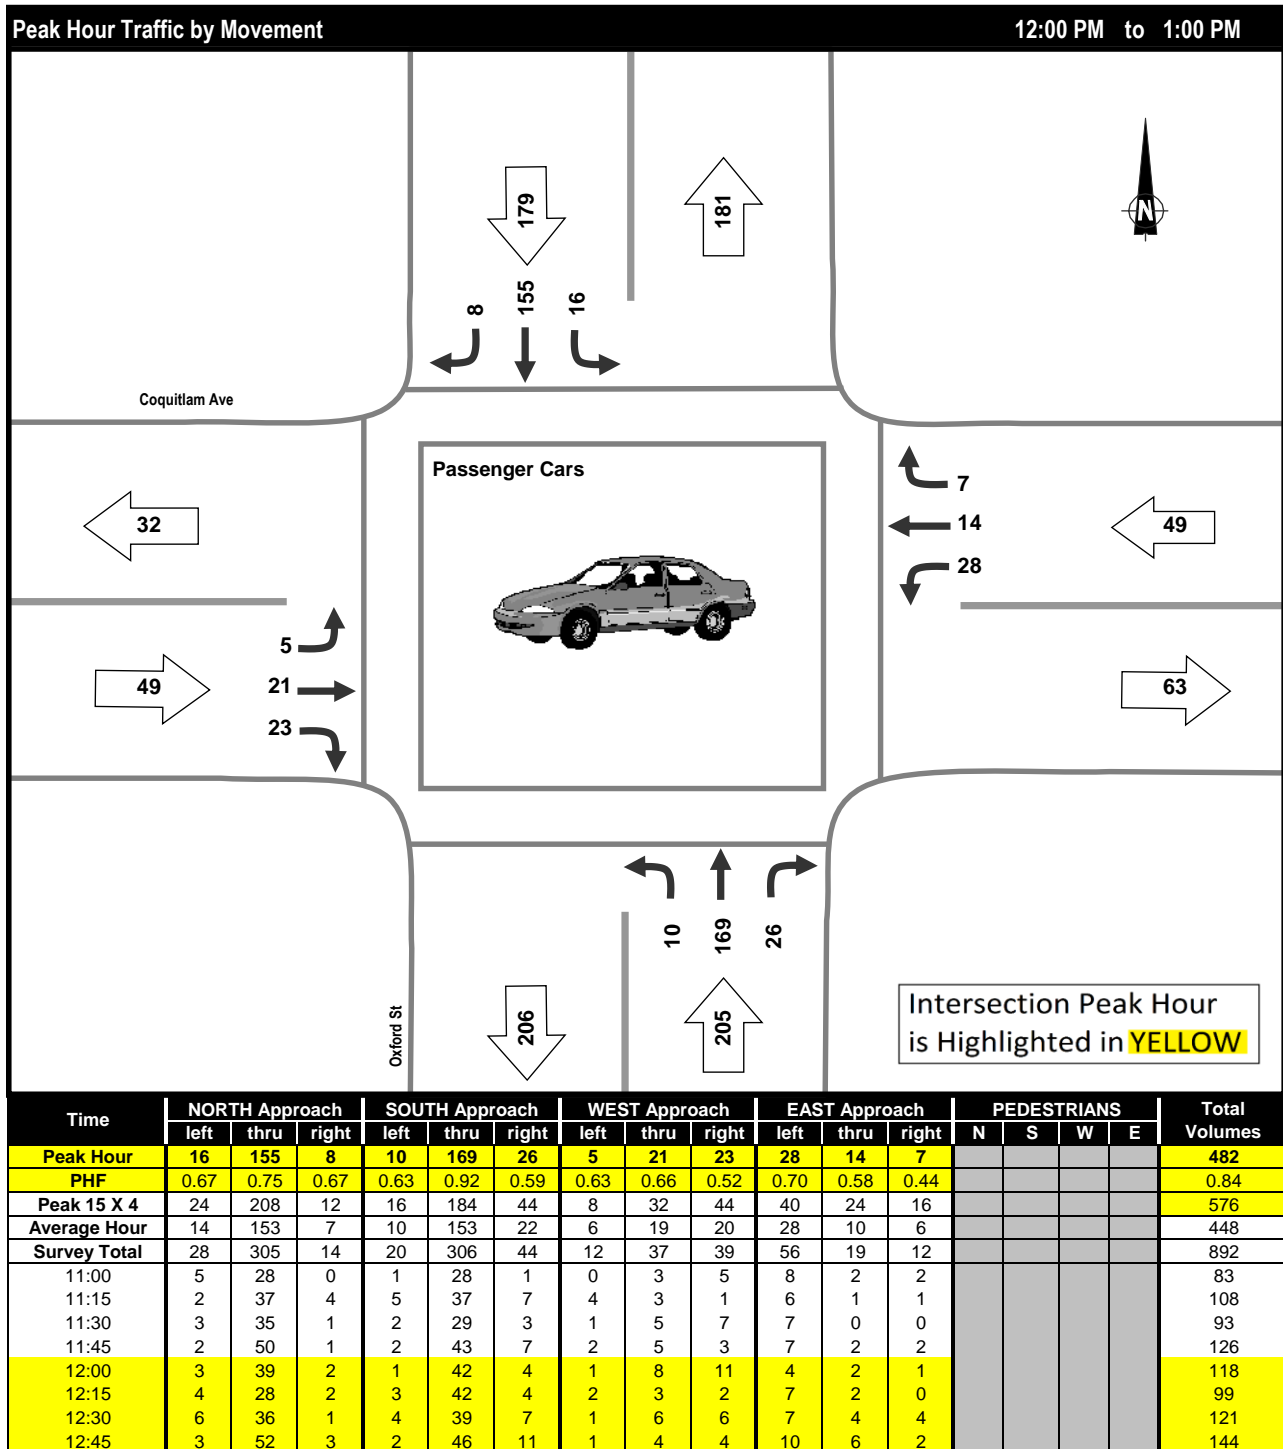 Peak Hour Traffic by Movement 12:00 PM to 1:00 PM
179
181
N
8 155 16
Coquitlam Ave
Passenger Cars
7
32
14
49
28
5
49
21
63
23
10 169 26
Oxford St
206
205
Intersection Peak Hour
is Highlighted in YELLOW
Time NORTH Approach SOUTH Approach WEST Approach EAST Approach PEDESTRIANS Total Volumes
left thru right left thru right left thru right left thru right N S W E
Peak Hour 16 155 8 10 169 26 5 21 23 28 14 7 482
PHF 0.67 0.75 0.67 0.63 0.92 0.59 0.63 0.66 0.52 0.70 0.58 0.44 0.84
Peak 15 X 4 24 208 12 16 184 44 8 32 44 40 24 16 576
Average Hour 14 153 7 10 153 22 6 19 20 28 10 6 448
Survey Total 28 305 14 20 306 44 12 37 39 56 19 12 892
11:00 5 28 0 1 28 1 0 3 5 8 2 2 83
11:15 2 37 4 5 37 7 4 3 1 6 1 1 108
11:30 3 35 1 2 29 3 1 5 7 7 0 0 93
11:45 2 50 1 2 43 7 2 5 3 7 2 2 126
12:00 3 39 2 1 42 4 1 8 11 4 2 1 118
12:15 4 28 2 3 42 4 2 3 2 7 2 0 99
12:30 6 36 1 4 39 7 1 6 6 7 4 4 121
12:45 3 52 3 2 46 11 1 4 4 10 6 2 144